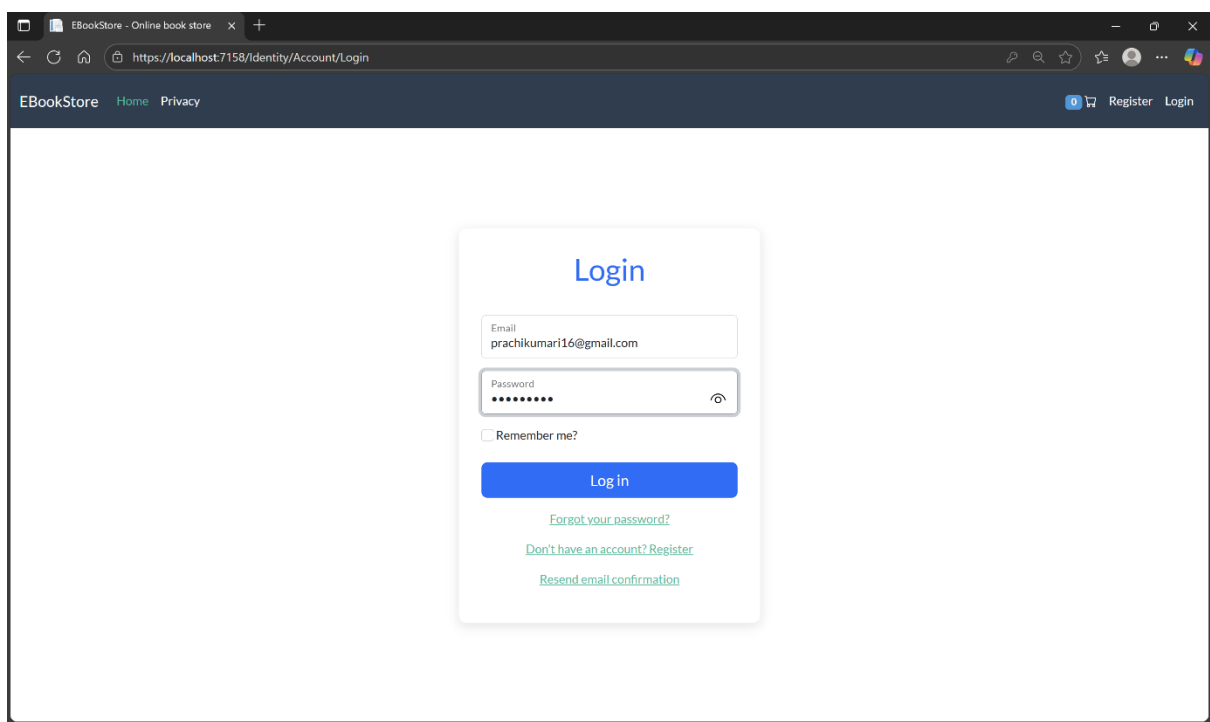 EBookStore - Online book store
https://localhost:7158/Identity/Account/Login
EBookStore Home Privacy 0 Register Login
Login
Email
prachikumari16@gmail.com
Password
•••••••••
Remember me?
Log in
Forgot your password?
Don't have an account? Register
Resend email confirmation